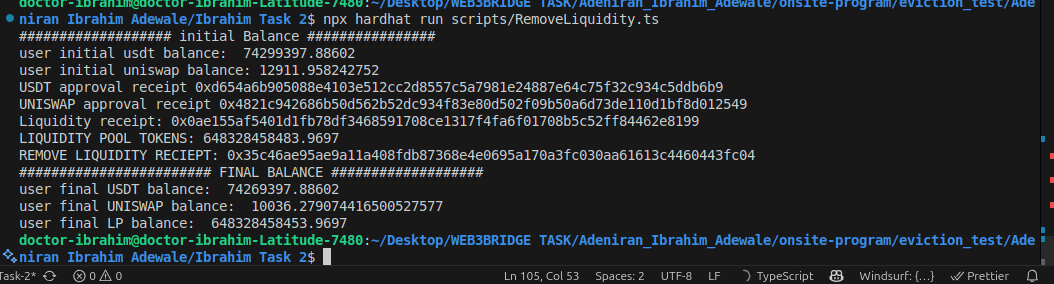 doctor-ibrahim@doctor-ibrahim-Latitude-7480:~/Desktop/WEB3BRIDGE TASK/Adeniran_Ibrahim_Adewale/onsite-program/eviction_test/Ade
niran Ibrahim Adewale/Ibrahim Task 2$ npx hardhat run scripts/RemoveLiquidity.ts
################### initial Balance ################
user initial usdt balance:  74299397.88602
user initial uniswap balance: 12911.958242752
USDT approval receipt 0xd654a6b905088e4103e512cc2d8557c5a7981e24887e64c75f32c934c5ddb6b9
UNISWAP approval receipt 0x4821c942686b50d562b52dc934f83e80d502f09b50a6d73de110d1bf8d012549
Liquidity receipt: 0x0ae155af5401d1fb78df3468591708ce1317f4fa6f01708b5c52ff84462e8199
LIQUIDITY POOL TOKENS: 648328458483.9697
REMOVE LIQUIDITY RECIEPT: 0x35c46ae95ae9a11a408fdb87368e4e0695a170a3fc030aa61613c4460443fc04
######################## FINAL BALANCE ###################
user final USDT balance:  74269397.88602
user final UNISWAP balance:  10036.279074416500527577
user final LP balance:  648328458453.9697
doctor-ibrahim@doctor-ibrahim-Latitude-7480:~/Desktop/WEB3BRIDGE TASK/Adeniran_Ibrahim_Adewale/onsite-program/eviction_test/Ade
niran Ibrahim Adewale/Ibrahim Task 2$
Task-2* 0 0 Ln 105, Col 53 Spaces: 2 UTF-8 LF TypeScript Windsurf: {...} Prettier